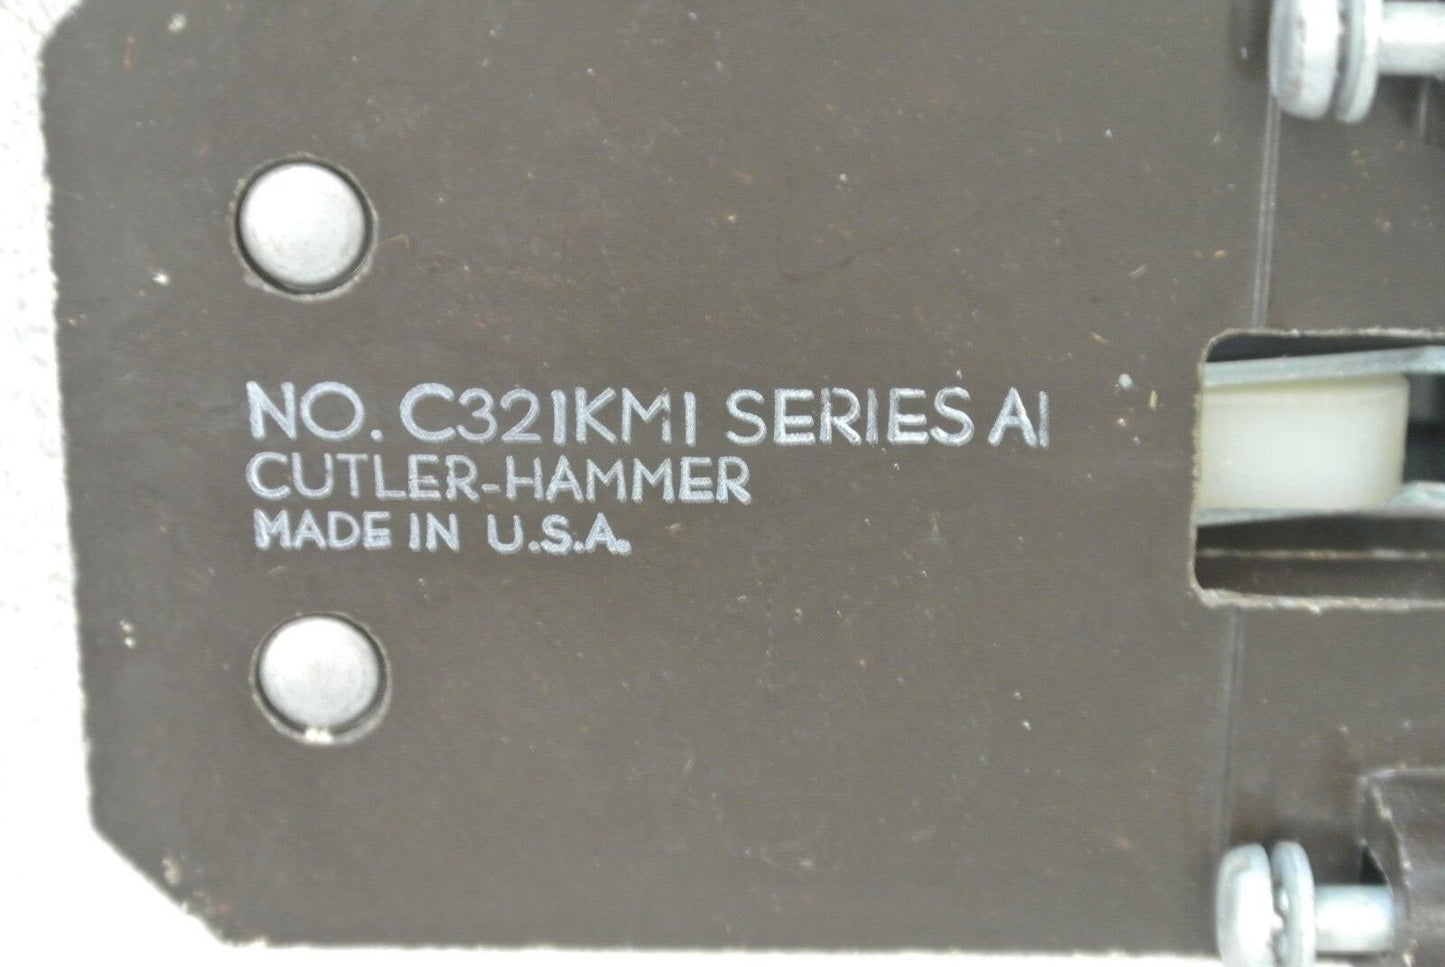 NO. C321KM1 SERIES A1
CUTLER-HAMMER
MADE IN U.S.A.